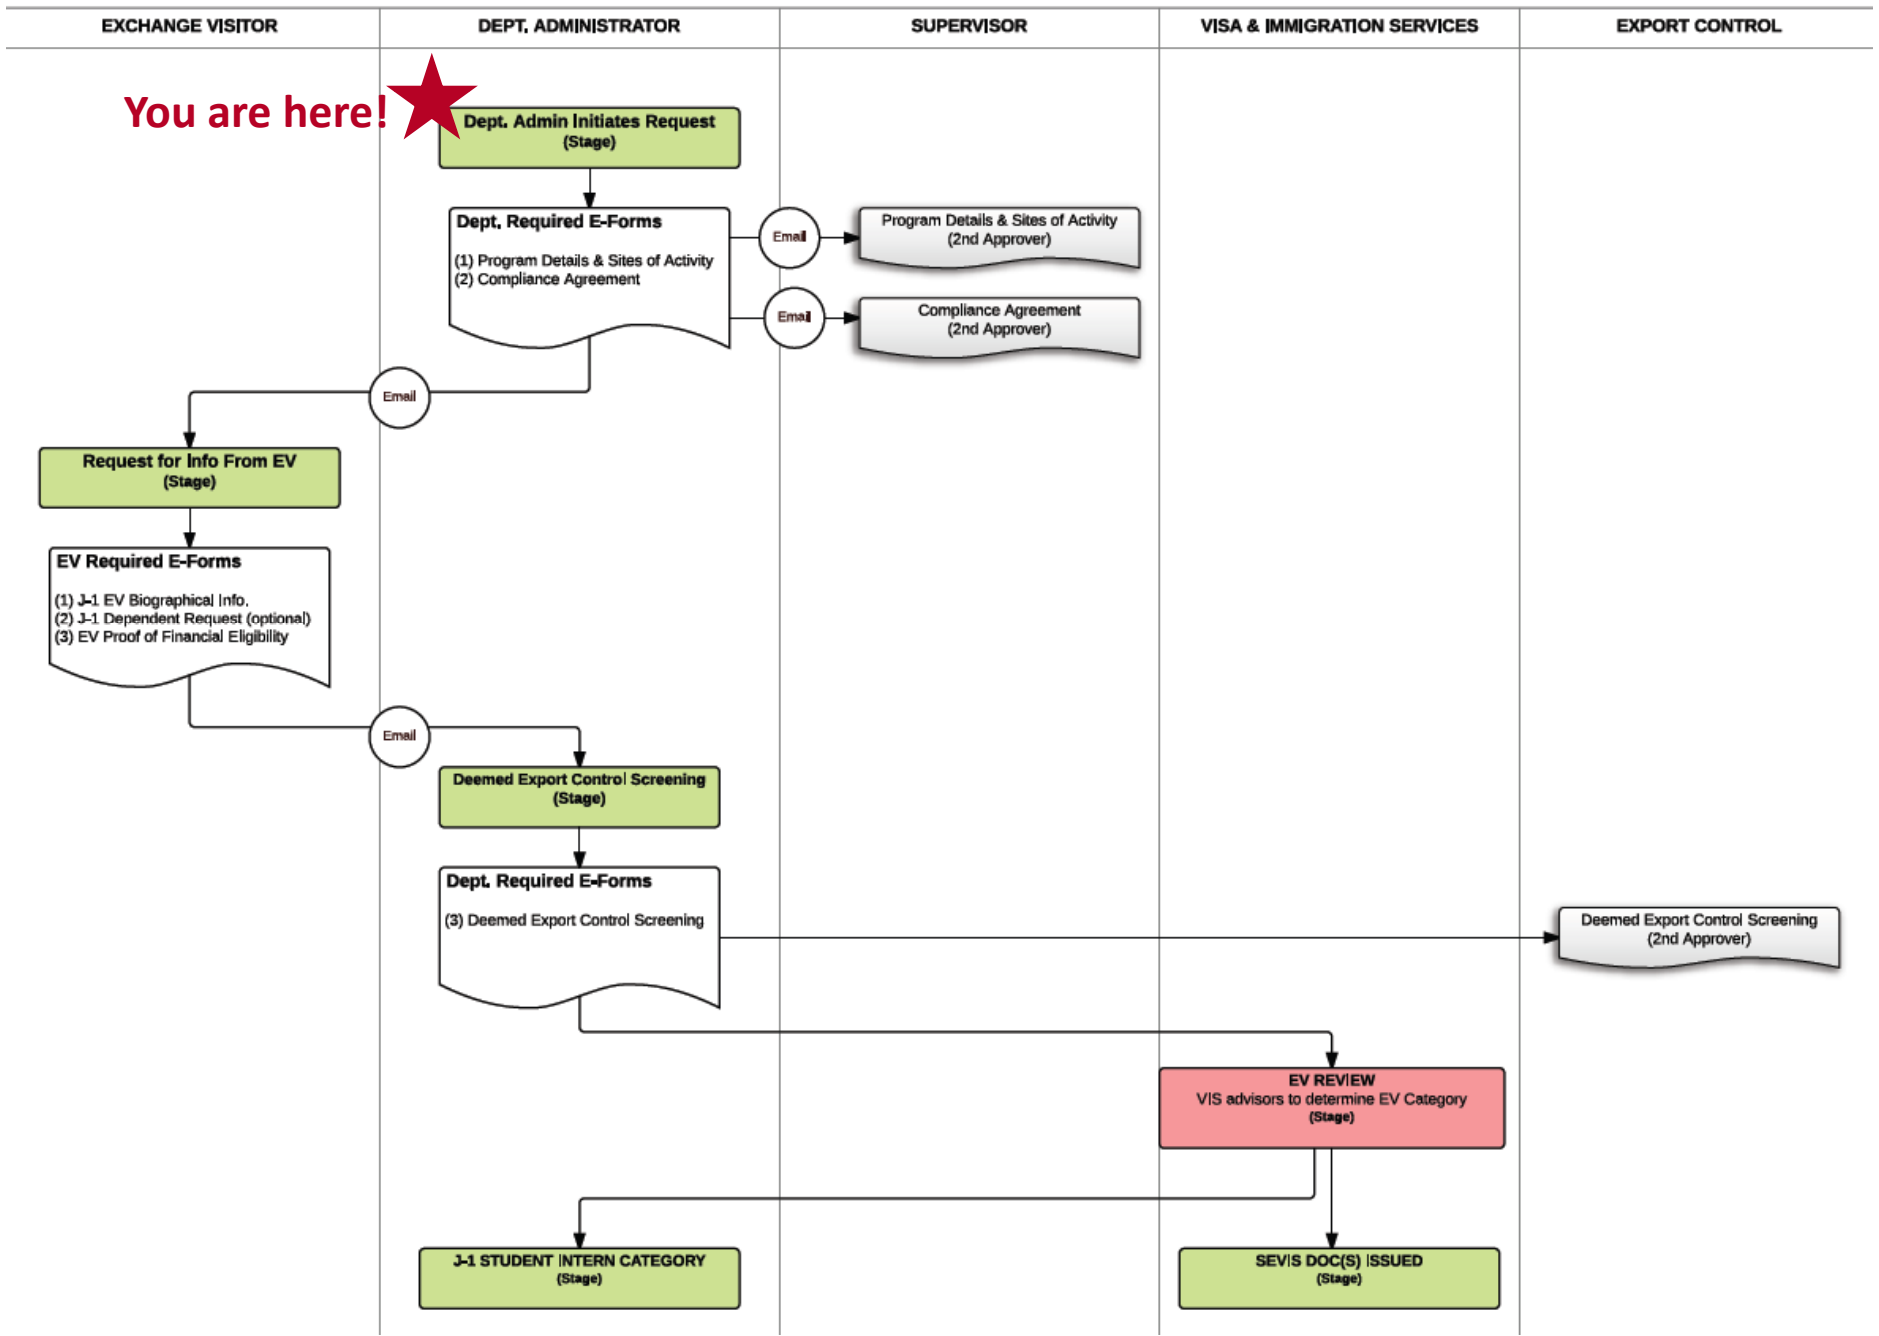 EXCHANGE VISITOR
DEPT. ADMINISTRATOR
SUPERVISOR
VISA & IMMIGRATION SERVICES
EXPORT CONTROL
You are here!
Dept. Admin Initiates Request
(Stage)
Dept. Required E-Forms
(1) Program Details & Sites of Activity
(2) Compliance Agreement
Email
Program Details & Sites of Activity
(2nd Approver)
Email
Compliance Agreement
(2nd Approver)
Email
Request for Info From EV
(Stage)
EV Required E-Forms
(1) J-1 EV Biographical Info.
(2) J-1 Dependent Request (optional)
(3) EV Proof of Financial Eligibility
Email
Deemed Export Control Screening
(Stage)
Dept. Required E-Forms
(3) Deemed Export Control Screening
Deemed Export Control Screening
(2nd Approver)
EV REVIEW
VIS advisors to determine EV Category
(Stage)
J-1 STUDENT INTERN CATEGORY
(Stage)
SEVIS DOC(S) ISSUED
(Stage)